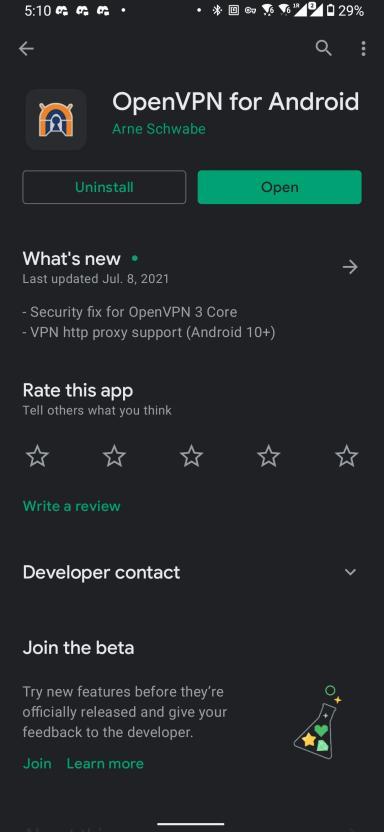 5:10
29%
OpenVPN for Android
Arne Schwabe
Uninstall
Open
What's new
Last updated Jul. 8, 2021
- Security fix for OpenVPN 3 Core
- VPN http proxy support (Android 10+)
Rate this app
Tell others what you think
Write a review
Developer contact
Join the beta
Try new features before they're
officially released and give your
feedback to the developer.
Join Learn more